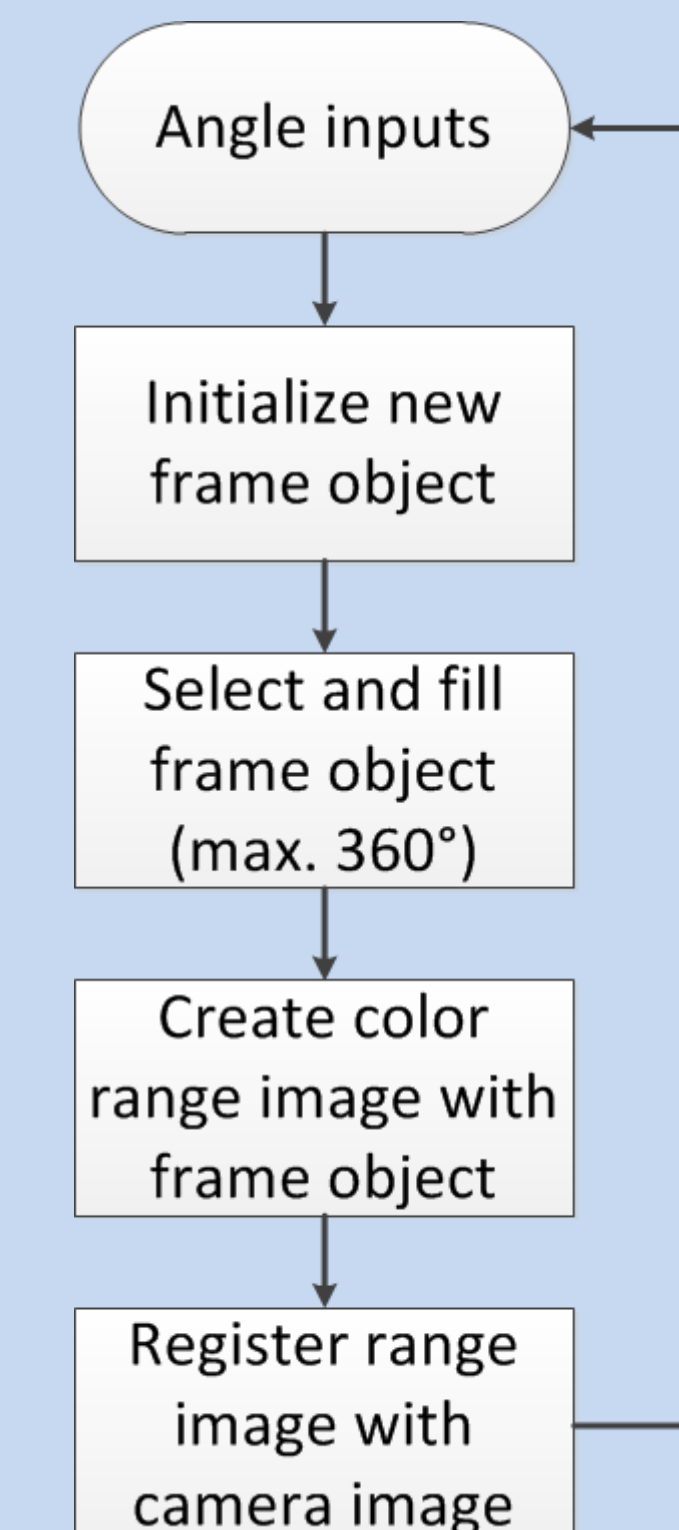 Angle inputs
Initialize new
frame object
Select and fill
frame object
(max. 360°)
Create color
range image with
frame object
Register range
image with
camera image